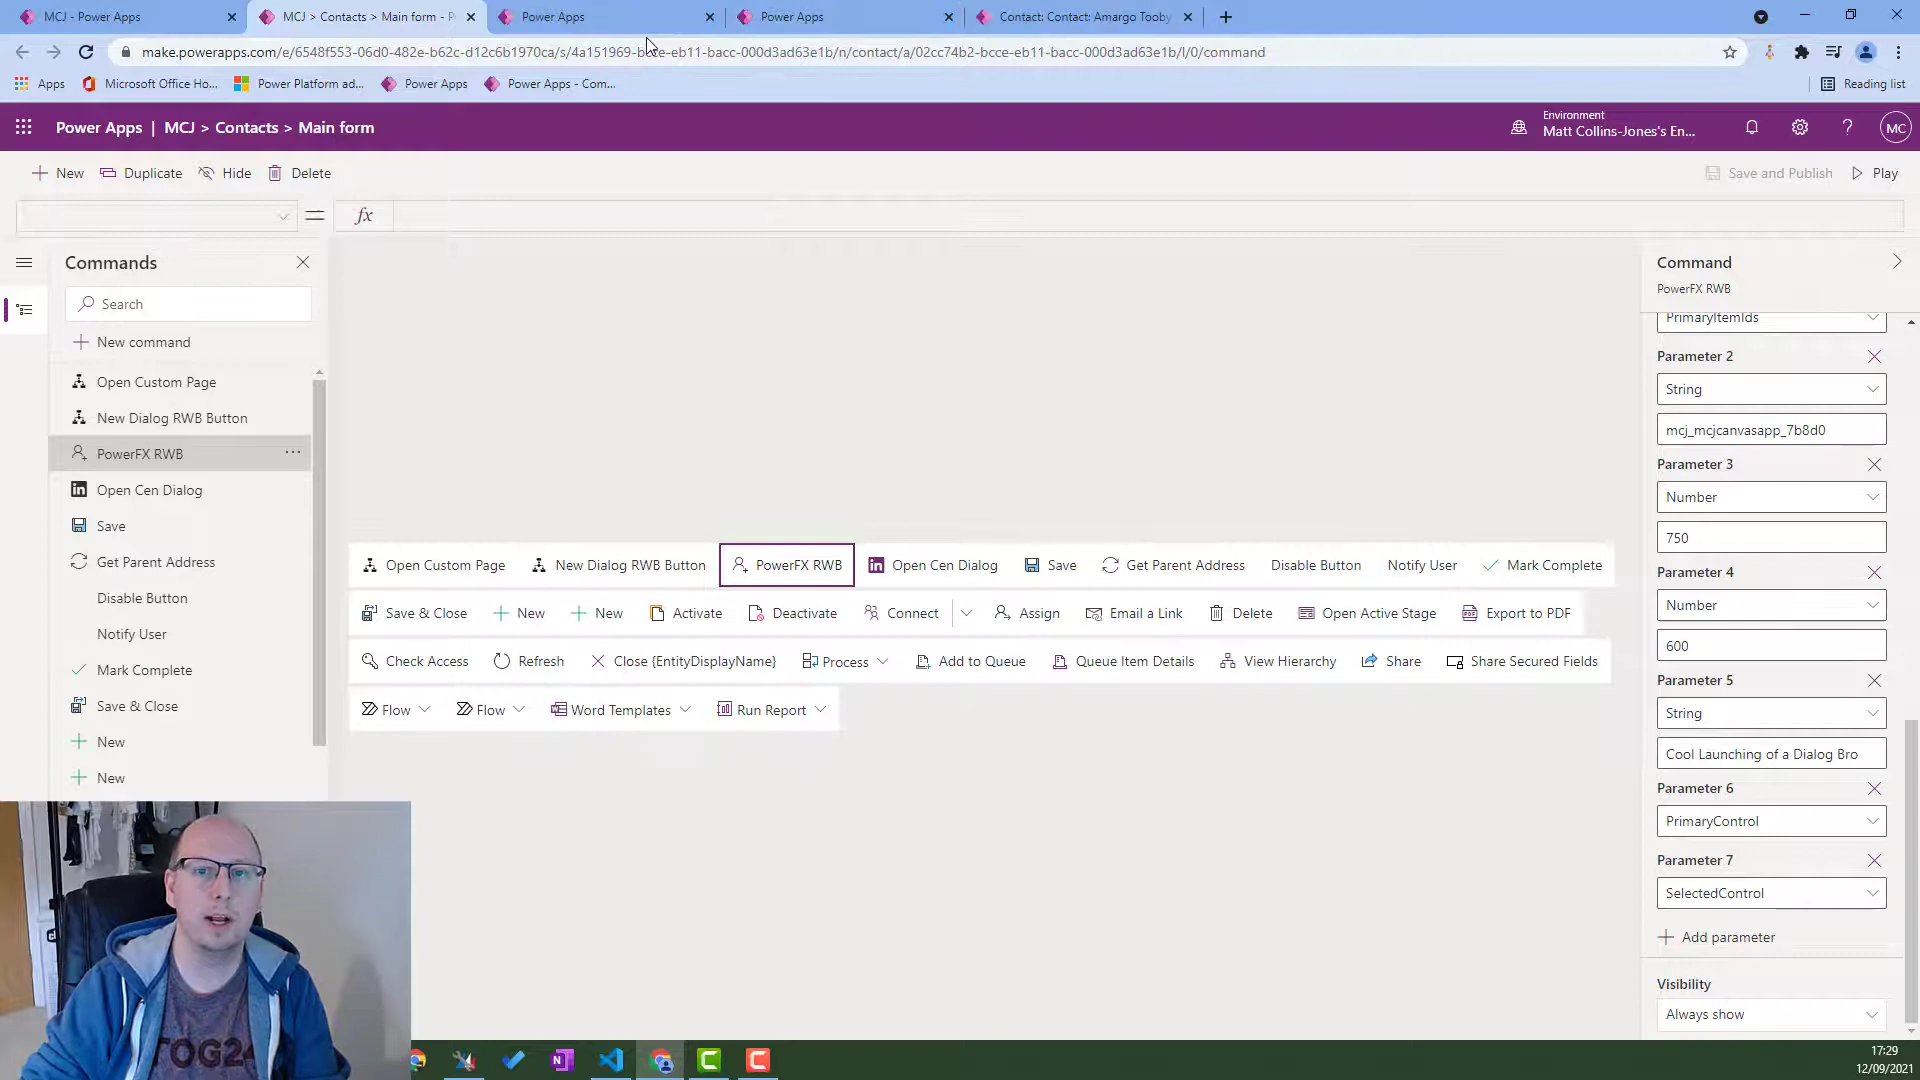 MCJ - Power Apps
MCJ > Contacts > Main form - P
Power Apps
Power Apps
Contact: Contact: Amargo Tooby
make.powerapps.com/e/6548f553-06d0-482e-b62c-d12c6b1970ca/s/4a151969-bcce-eb11-bacc-000d3ad63e1b/n/contact/a/02cc74b2-bcce-eb11-bacc-000d3ad63e1b/l/0/command
Apps
Microsoft Office Ho...
Power Platform ad...
Power Apps
Power Apps - Com...
Reading list
Power Apps | MCJ > Contacts > Main form
Environment
Matt Collins-Jones's En...
MC
New
Duplicate
Hide
Delete
Save and Publish
Play
= fx
Commands
Search
New command
Open Custom Page
New Dialog RWB Button
PowerFX RWB
Open Cen Dialog
Save
Get Parent Address
Disable Button
Notify User
Mark Complete
Save & Close
New
New
Open Custom Page
New Dialog RWB Button
PowerFX RWB
Open Cen Dialog
Save
Get Parent Address
Disable Button
Notify User
Mark Complete
Save & Close
New
New
Activate
Deactivate
Connect
Assign
Email a Link
Delete
Open Active Stage
Export to PDF
Check Access
Refresh
Close {EntityDisplayName}
Process
Add to Queue
Queue Item Details
View Hierarchy
Share
Share Secured Fields
Flow
Flow
Word Templates
Run Report
Command
PowerFX RWB
PrimaryItemIds
Parameter 2
String
mcj_mcjcanvasapp_7b8d0
Parameter 3
Number
750
Parameter 4
Number
600
Parameter 5
String
Cool Launching of a Dialog Bro
Parameter 6
PrimaryControl
Parameter 7
SelectedControl
Add parameter
Visibility
Always show
TOG24
17:29
12/09/2021